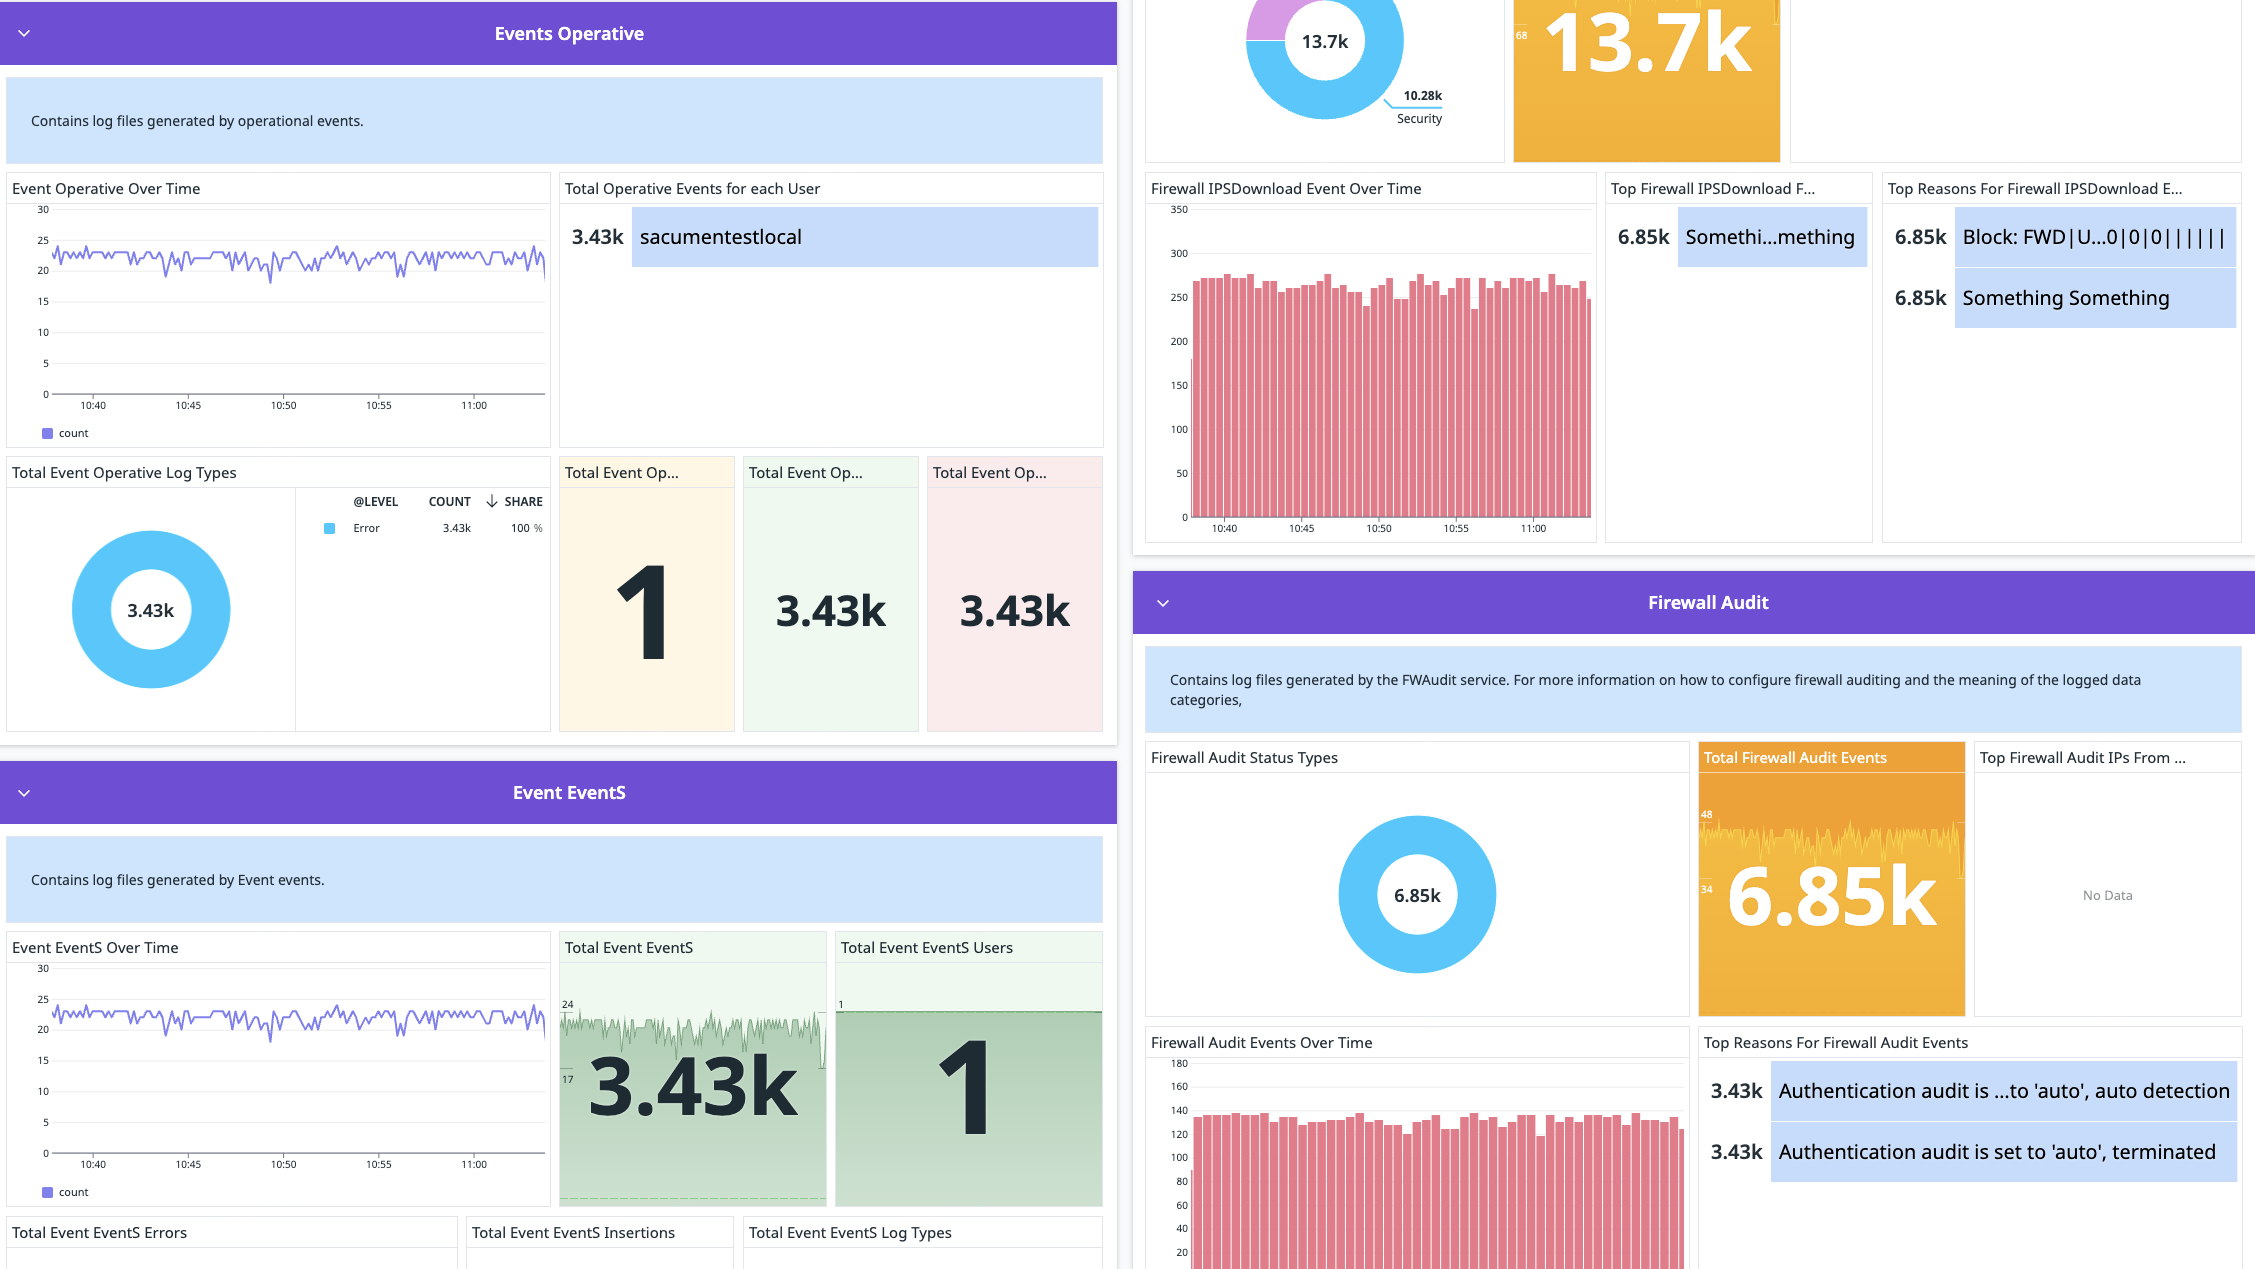 Events Operative
Contains log files generated by operational events.
Event Operative Over Time
30
25
20
15
10
5
0
10:40 10:45 10:50 10:55 11:00
count
Total Operative Events for each User
3.43k sacumentestlocal
Total Event Operative Log Types
3.43k
@LEVEL COUNT SHARE
Error 3.43k 100 %
Total Event Op...
1
Total Event Op...
3.43k
Total Event Op...
3.43k
Event EventS
Contains log files generated by Event events.
Event EventS Over Time
30
25
20
15
10
5
0
10:40 10:45 10:50 10:55 11:00
count
Total Event EventS
24
17
3.43k
Total Event EventS Users
1
1
Total Event EventS Errors
Total Event EventS Insertions
Total Event EventS Log Types
13.7k
10.28k
Security
68
13.7k
Firewall IPSDownload Event Over Time
350
300
250
200
150
100
50
0
10:40 10:45 10:50 10:55 11:00
Top Firewall IPSDownload F...
6.85k Somethi...mething
Top Reasons For Firewall IPSDownload E...
6.85k Block: FWD|U...0|0|0||||||
6.85k Something Something
Firewall Audit
Contains log files generated by the FWAudit service. For more information on how to configure firewall auditing and the meaning of the logged data
categories,
Firewall Audit Status Types
6.85k
Total Firewall Audit Events
48
34
6.85k
Top Firewall Audit IPs From ...
No Data
Firewall Audit Events Over Time
180
160
140
120
100
80
60
40
20
Top Reasons For Firewall Audit Events
3.43k Authentication audit is ...to 'auto', auto detection
3.43k Authentication audit is set to 'auto', terminated